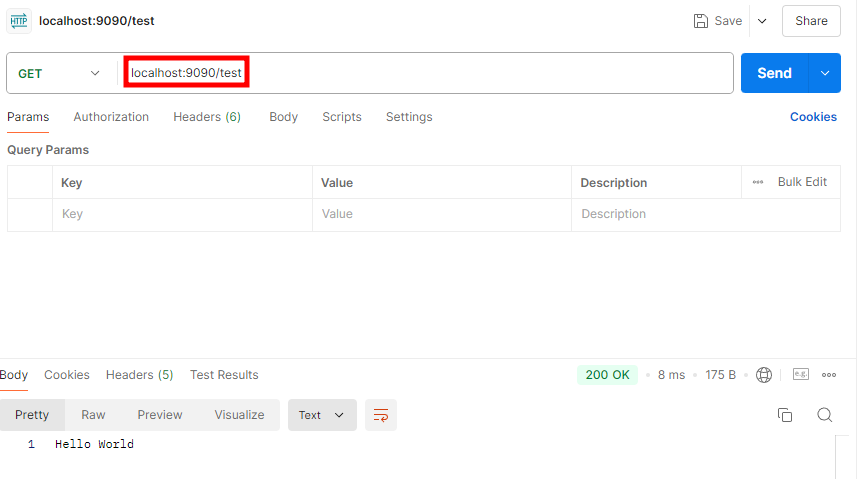 HTTP localhost:9090/test Save Share
GET localhost:9090/test Send
Params Authorization Headers (6) Body Scripts Settings Cookies
Query Params
Key Value Description Bulk Edit
Key Value Description
Body Cookies Headers (5) Test Results 200 OK 8 ms 175 B
Pretty Raw Preview Visualize Text
1 Hello World